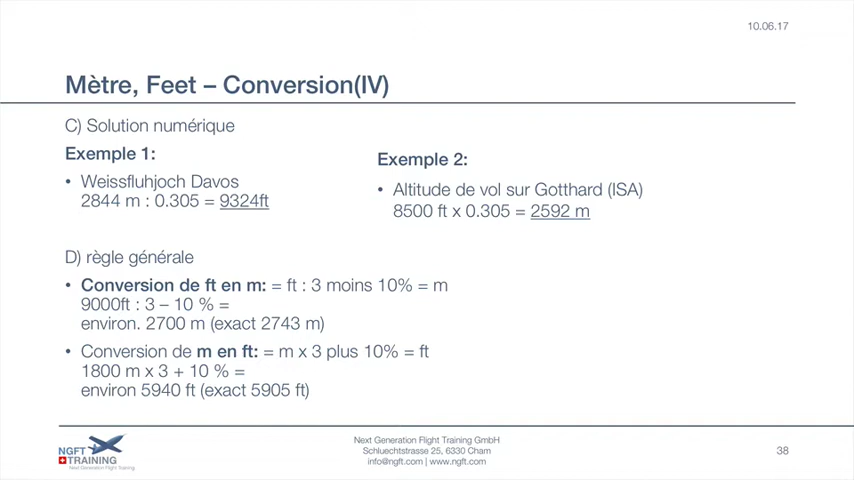 10.06.17
Mètre, Feet – Conversion(IV)
C) Solution numérique
Exemple 1:
• Weissfluhjoch Davos
2844 m : 0.305 = 9324ft
Exemple 2:
• Altitude de vol sur Gotthard (ISA)
8500 ft x 0.305 = 2592 m
D) règle générale
• Conversion de ft en m: = ft : 3 moins 10% = m
9000ft : 3 – 10 % =
environ. 2700 m (exact 2743 m)
• Conversion de m en ft: = m x 3 plus 10% = ft
1800 m x 3 + 10 % =
environ 5940 ft (exact 5905 ft)
NGFT
TRAINING
Next Generation Flight Training
Next Generation Flight Training GmbH
Schluechtstrasse 25, 6330 Cham
info@ngft.com | www.ngft.com
38